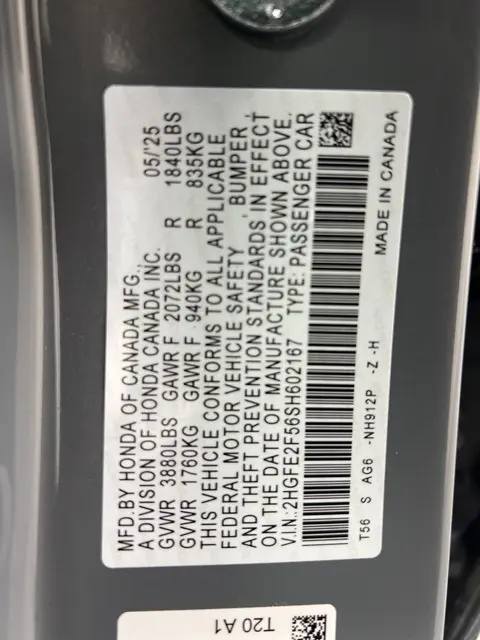 MFD.BY HONDA OF CANADA MFG.,
A DIVISION OF HONDA CANADA INC. 05/'25
GVWR 3880LBS GAWR F 2072LBS R 1840LBS
GVWR 1760KG GAWR F 940KG R 835KG
THIS VEHICLE CONFORMS TO ALL APPLICABLE
FEDERAL MOTOR VEHICLE SAFETY, BUMPER,
AND THEFT PREVENTION STANDARDS IN EFFECT
ON THE DATE OF MANUFACTURE SHOWN ABOVE.
V.I.N.:2HGFE2F56SH602167 TYPE: PASSENGER CAR
T56 S AG6 -NH912P -Z -H MADE IN CANADA
T20 A1